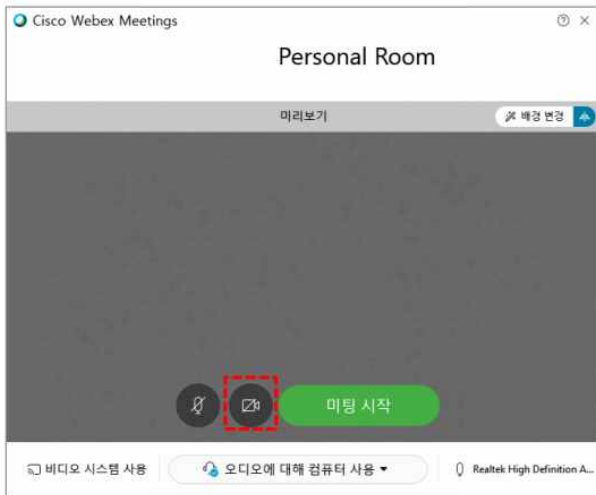 Cisco Webex Meetings
Personal Room
미리보기
배경 변경
미팅 시작
비디오 시스템 사용
오디오에 대해 컴퓨터 사용
Realtek High Definition A...